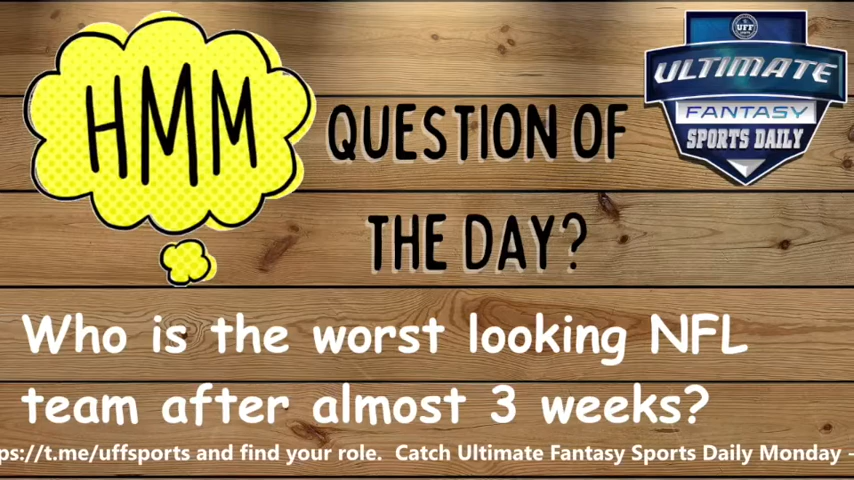 HMM
QUESTION OF
THE DAY?
UFF
ULTIMATE
FANTASY
SPORTS DAILY
Who is the worst looking NFL
team after almost 3 weeks?
ps://t.me/uffsports and find your role. Catch Ultimate Fantasy Sports Daily Monday -